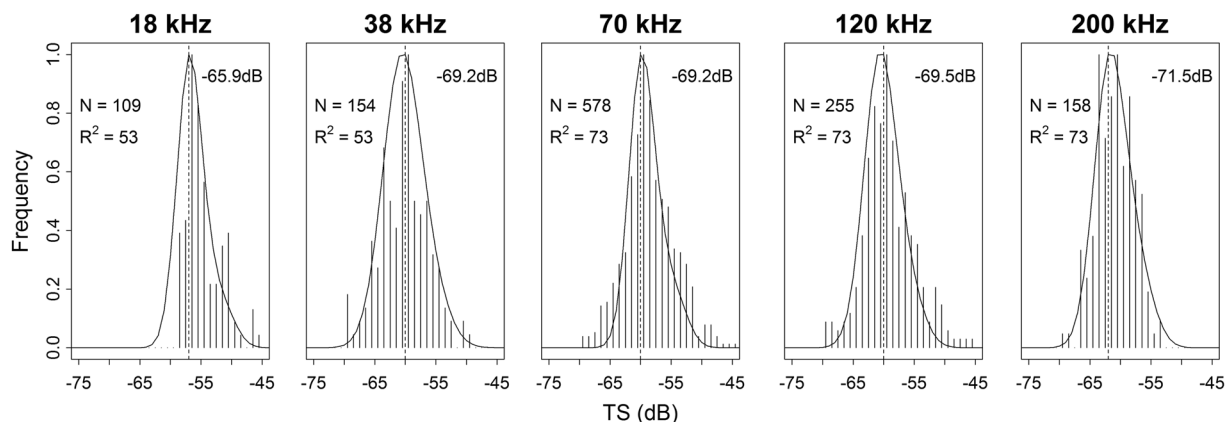 18 kHz 38 kHz 70 kHz 120 kHz 200 kHz
-65.9dB -69.2dB -69.2dB -69.5dB -71.5dB
N = 109 N = 154 N = 578 N = 255 N = 158
R² = 53 R² = 53 R² = 73 R² = 73 R² = 73
Frequency
1.0
0.8
0.6
0.4
0.2
0.0
-75 -65 -55 -45 -75 -65 -55 -45 -75 -65 -55 -45 -75 -65 -55 -45 -75 -65 -55 -45
TS (dB)